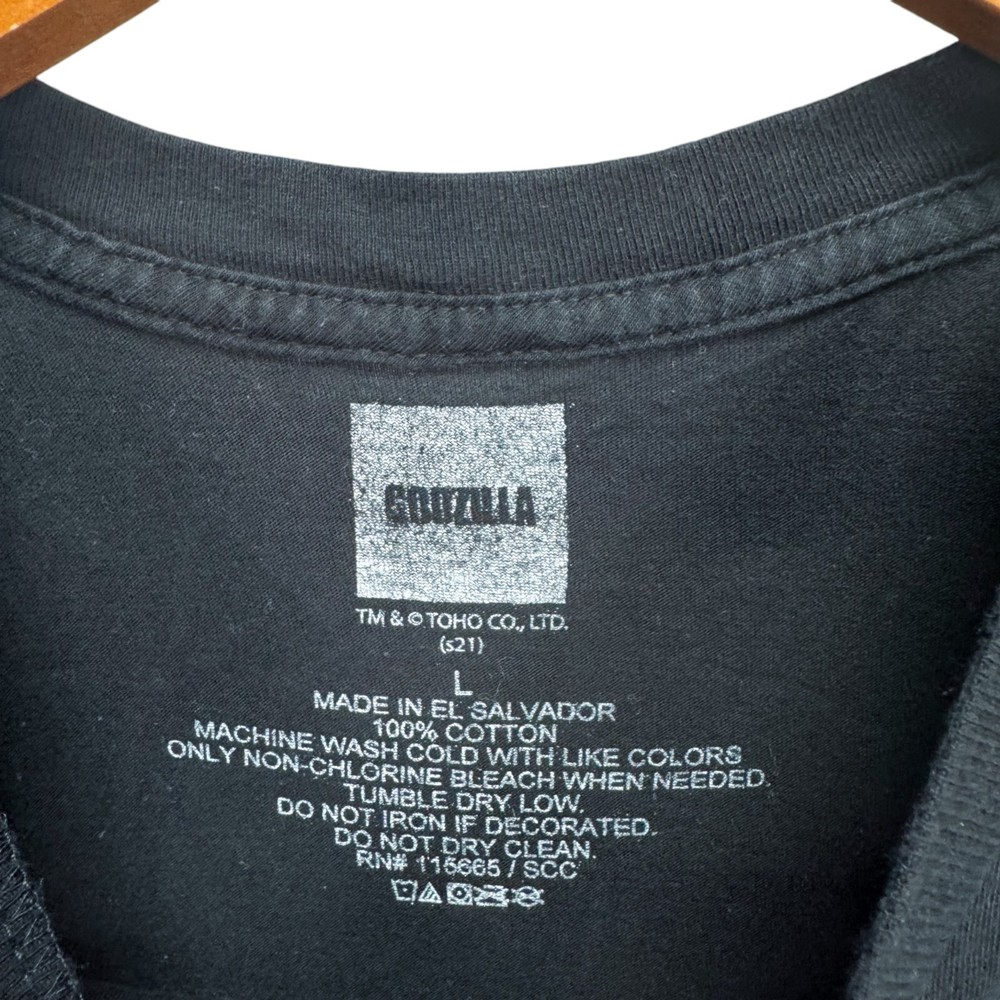 GODZILLA
TM & © TOHO CO., LTD.
(s21)
L
MADE IN EL SALVADOR
100% COTTON
MACHINE WASH COLD WITH LIKE COLORS
ONLY NON-CHLORINE BLEACH WHEN NEEDED.
TUMBLE DRY LOW.
DO NOT IRON IF DECORATED.
DO NOT DRY CLEAN.
RN# 115665 / SCC